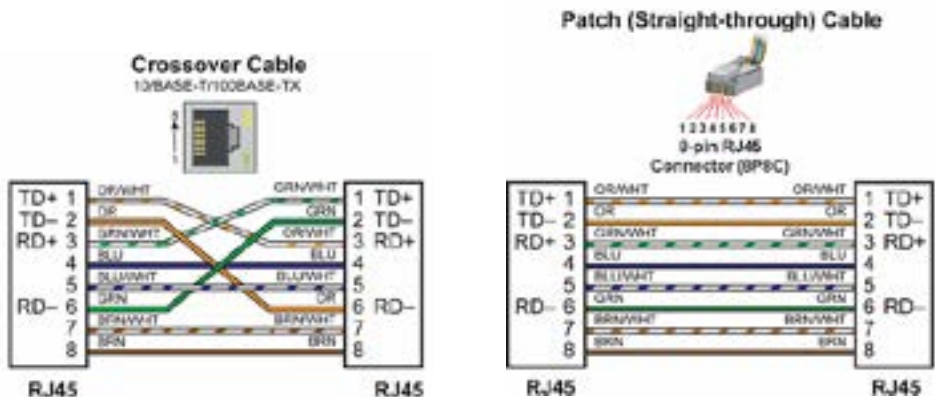 Patch (Straight-through) Cable
Crossover Cable
10/BASE-T/100BASE-TX
1 2 3 4 5 6 7 8
8-pin RJ45
Connector (8P8C)
TD+ 1 OR/WHT GRN/WHT 1 TD+
TD– 2 OR GRN 2 TD–
RD+ 3 GRN/WHT OR/WHT 3 RD+
4 BLU BLU 4
5 BLU/WHT BLU/WHT 5
RD– 6 GRN OR 6 RD–
7 BRN/WHT BRN/WHT 7
8 BRN BRN 8
RJ45 RJ45
TD+ 1 OR/WHT OR/WHT 1 TD+
TD– 2 OR OR 2 TD–
RD+ 3 GRN/WHT GRN/WHT 3 RD+
4 BLU BLU 4
5 BLU/WHT BLU/WHT 5
RD– 6 GRN GRN 6 RD–
7 BRN/WHT BRN/WHT 7
8 BRN BRN 8
RJ45 RJ45